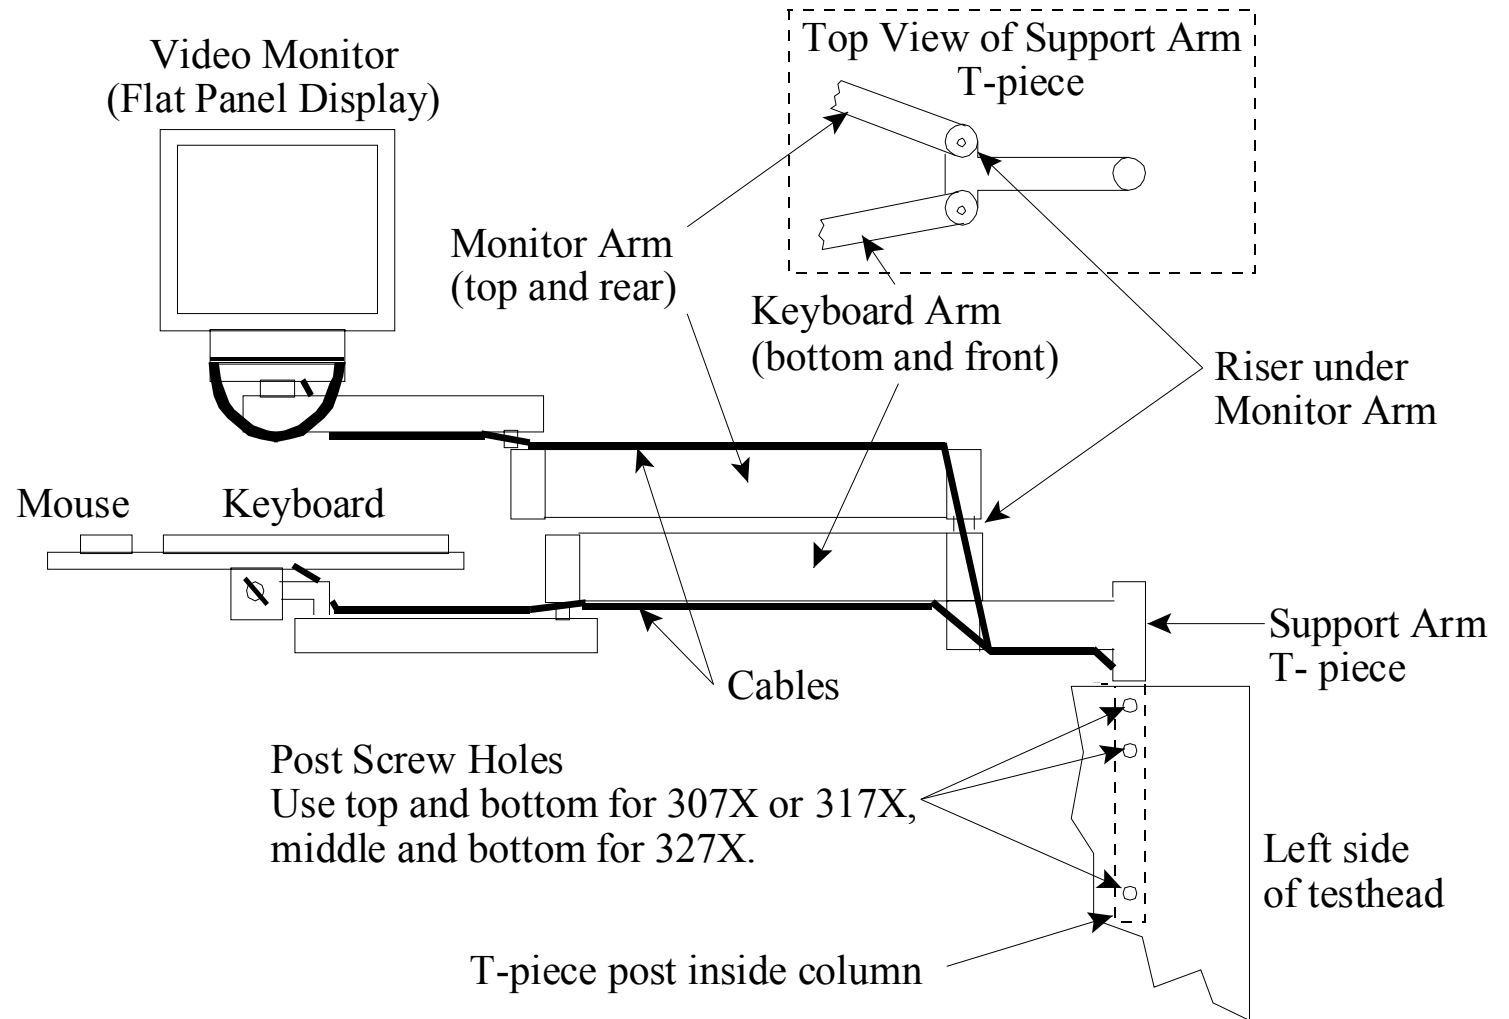 Video Monitor
(Flat Panel Display)
Top View of Support Arm
T-piece
Monitor Arm
(top and rear)
Keyboard Arm
(bottom and front)
Riser under
Monitor Arm
Mouse
Keyboard
Support Arm
T- piece
Cables
Post Screw Holes
Use top and bottom for 307X or 317X,
middle and bottom for 327X.
Left side
of testhead
T-piece post inside column